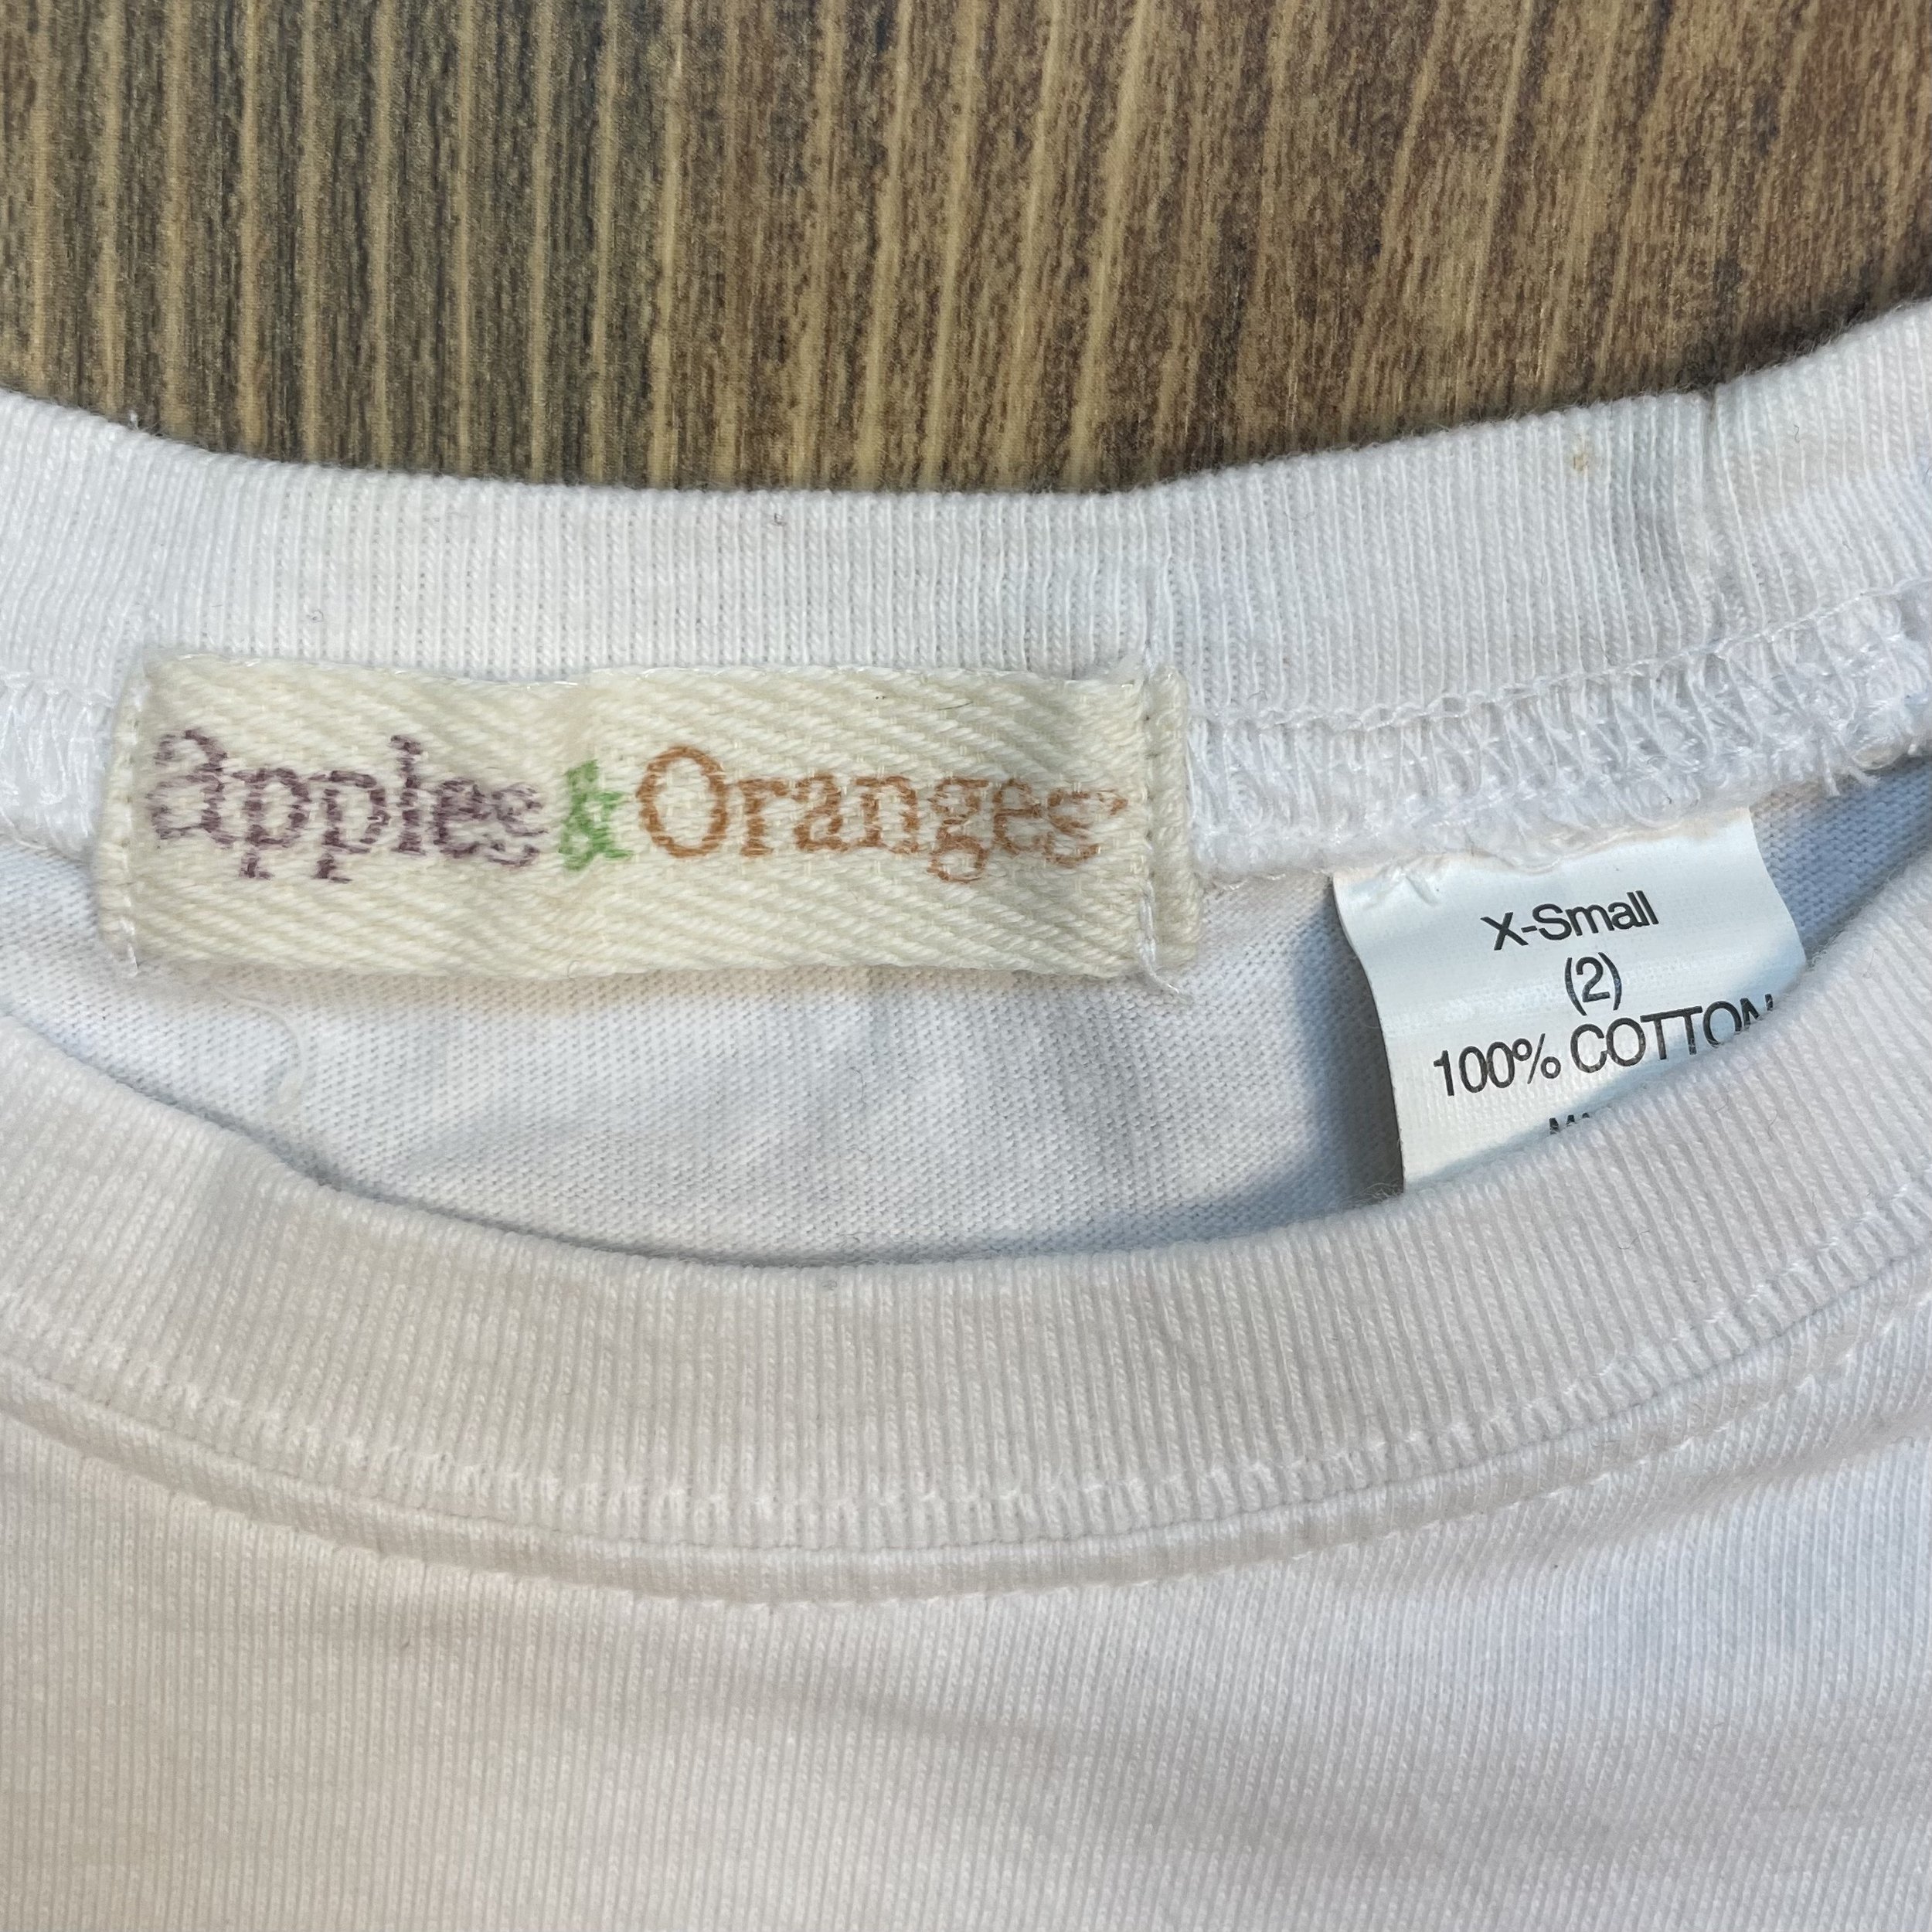 apples & Oranges
X-Small
(2)
100% COTTON